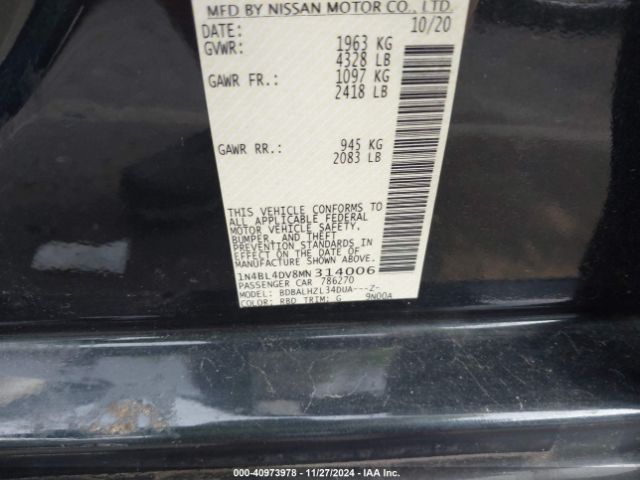 MFD BY NISSAN MOTOR CO., LTD.
DATE: 10/20
GVWR: 1963 KG
4328 LB
GAWR FR.: 1097 KG
2418 LB
GAWR RR.: 945 KG
2083 LB
THIS VEHICLE CONFORMS TO
ALL APPLICABLE FEDERAL
MOTOR VEHICLE SAFETY,
BUMPER, AND THEFT
PREVENTION STANDARDS IN
EFFECT ON THE DATE OF
MANUFACTURE SHOWN ABOVE.
1N4BL4DV8MN314006
PASSENGER CAR 786270
MODEL: BDBALHZL34DUA---Z-
COLOR: RBD TRIM: G 9N00A
000-40973978 - 11/27/2024 - IAA Inc.